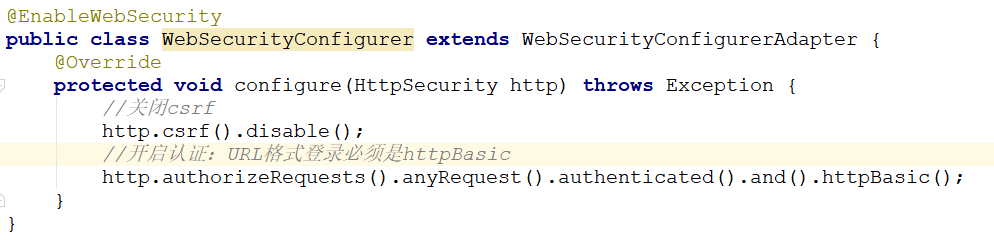 @EnableWebSecurity
public class WebSecurityConfigurer extends WebSecurityConfigurerAdapter {
@Override
protected void configure(HttpSecurity http) throws Exception {
//关闭csrf
http.csrf().disable();
//开启认证：URL格式登录必须是httpBasic
http.authorizeRequests().anyRequest().authenticated().and().httpBasic();
}
}